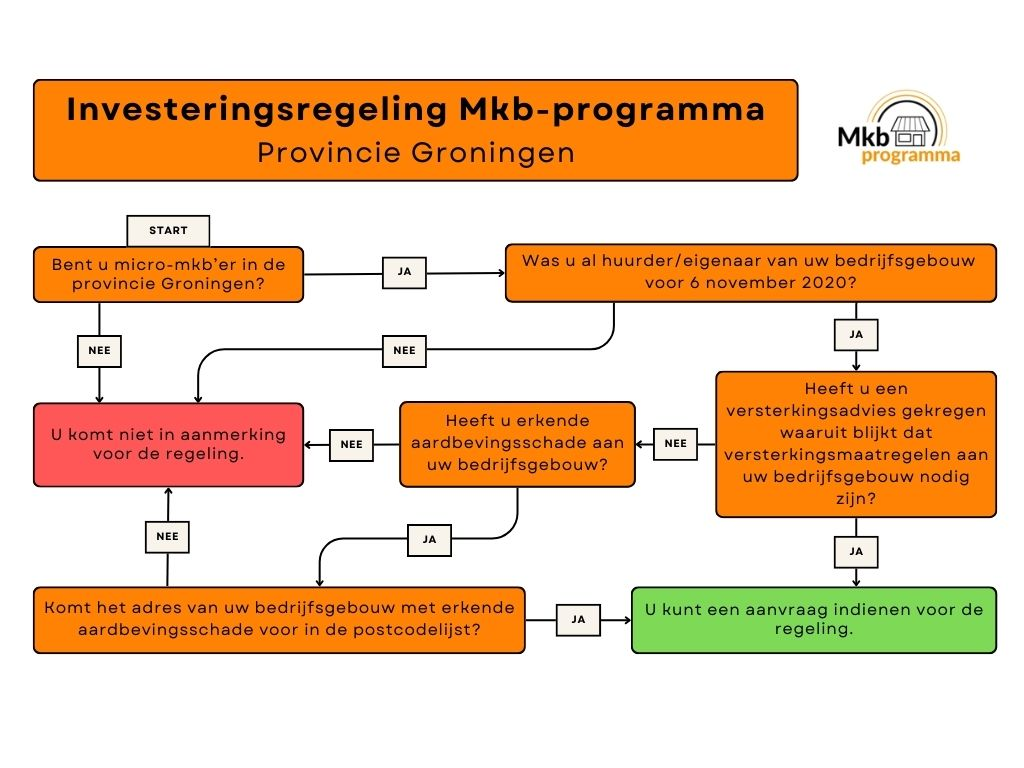 Investeringsregeling Mkb-programma
Provincie Groningen
Mkb
programma
START
Bent u micro-mkb’er in de
provincie Groningen?
JA
Was u al huurder/eigenaar van uw bedrijfsgebouw
voor 6 november 2020?
NEE
NEE
JA
U komt niet in aanmerking
voor de regeling.
NEE
Heeft u erkende
aardbevingsschade aan
uw bedrijfsgebouw?
NEE
Heeft u een
versterkingsadvies gekregen
waaruit blijkt dat
versterkingsmaatregelen aan
uw bedrijfsgebouw nodig
zijn?
NEE
JA
JA
Komt het adres van uw bedrijfsgebouw met erkende
aardbevingsschade voor in de postcodelijst?
JA
U kunt een aanvraag indienen voor de
regeling.